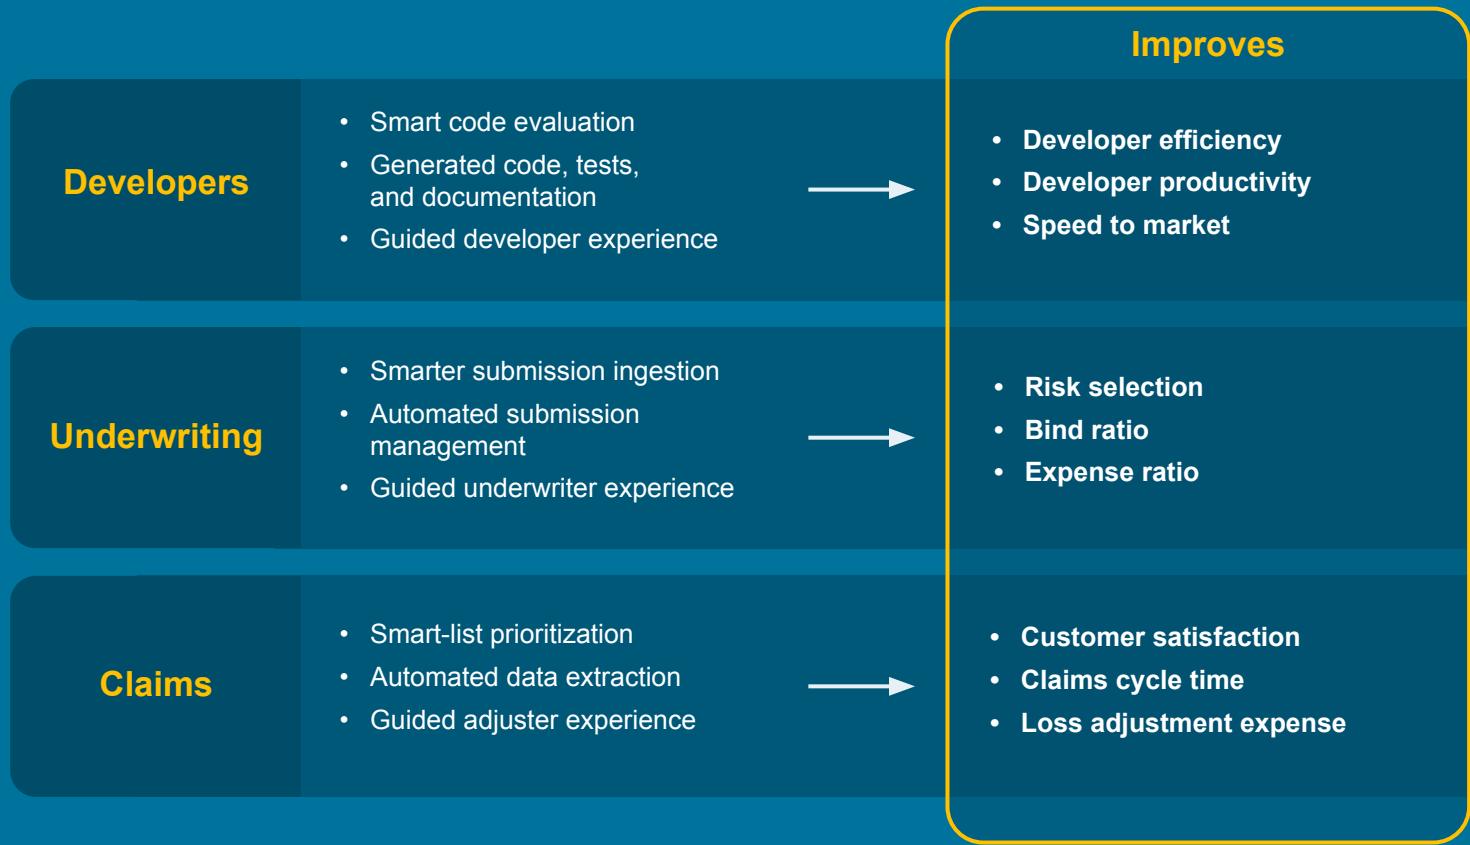 Improves
Developers
• Smart code evaluation
• Generated code, tests,
and documentation
• Guided developer experience
• Developer efficiency
• Developer productivity
• Speed to market
Underwriting
• Smarter submission ingestion
• Automated submission
management
• Guided underwriter experience
• Risk selection
• Bind ratio
• Expense ratio
Claims
• Smart-list prioritization
• Automated data extraction
• Guided adjuster experience
• Customer satisfaction
• Claims cycle time
• Loss adjustment expense